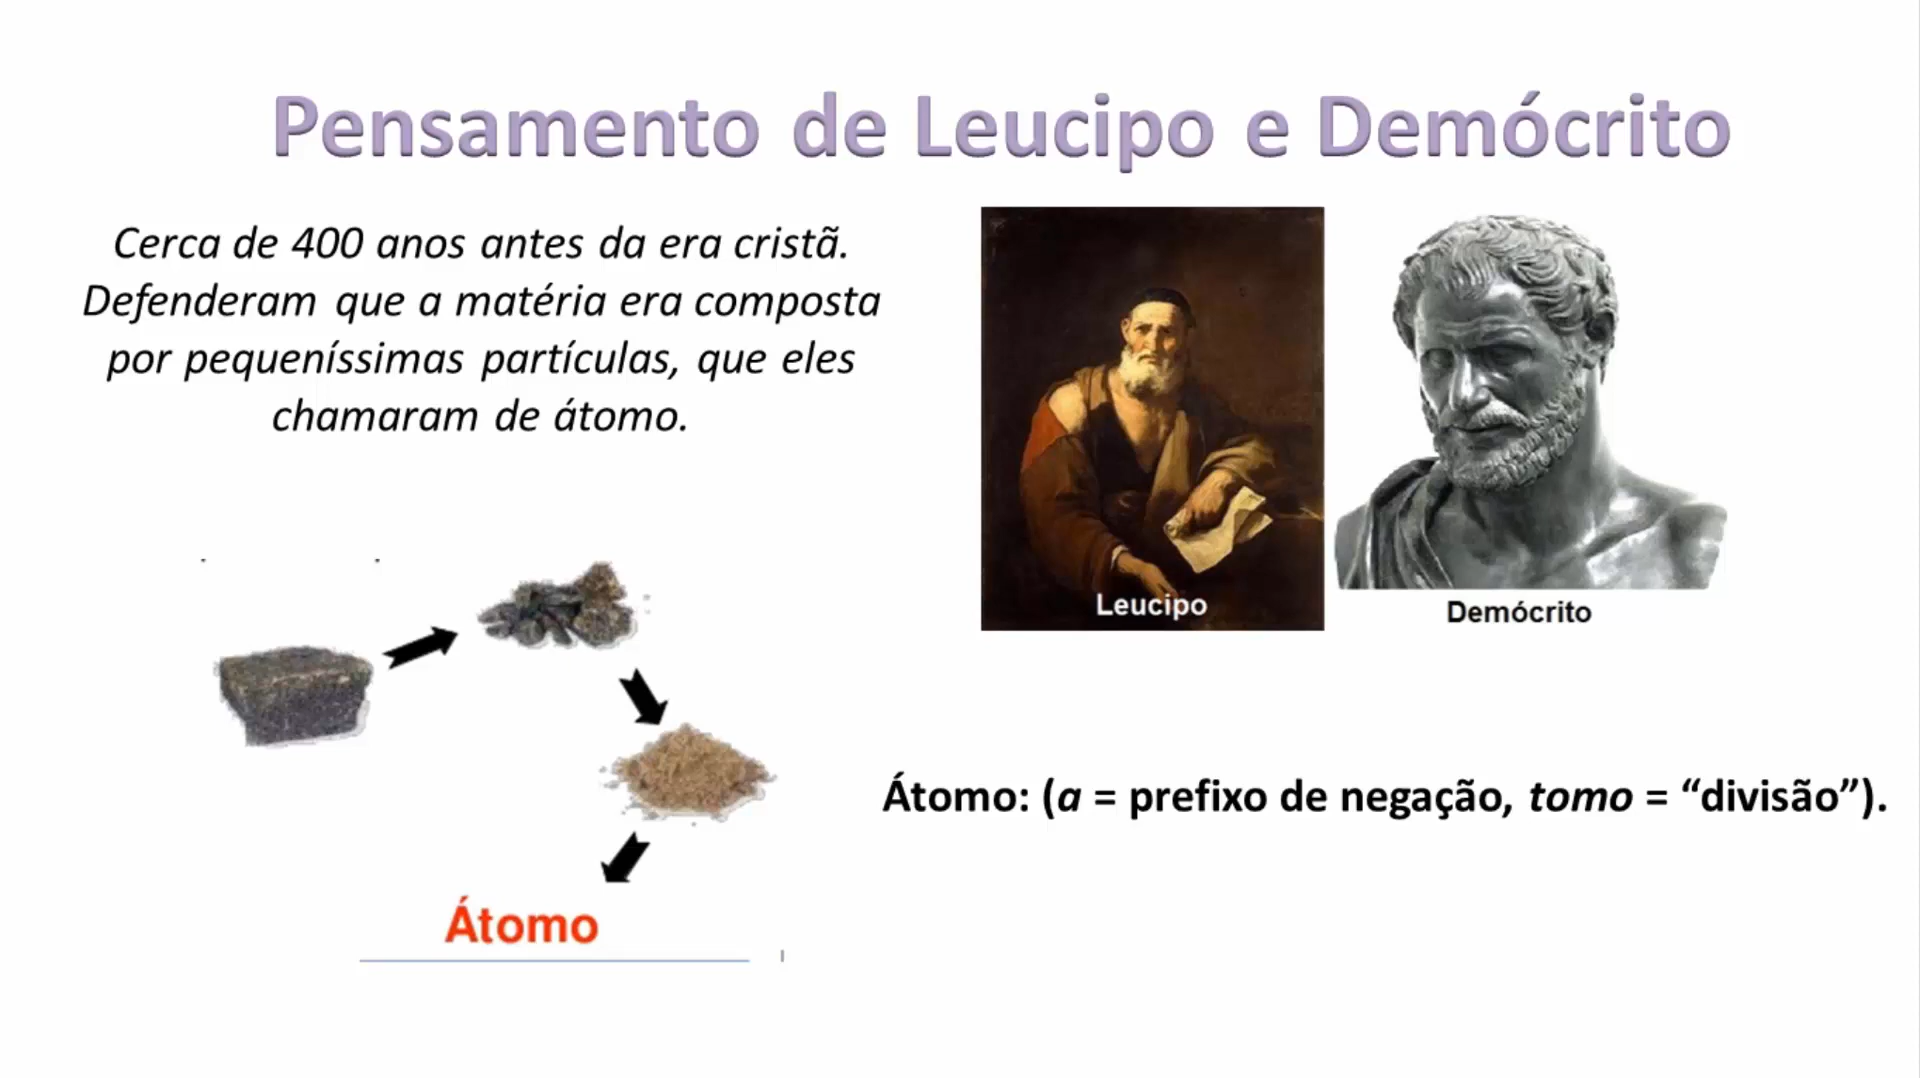 Pensamento de Leucipo e Demócrito
Cerca de 400 anos antes da era cristã.
Defenderam que a matéria era composta
por pequeníssimas partículas, que eles
chamaram de átomo.
Leucipo
Demócrito
Átomo: (a = prefixo de negação, tomo = “divisão”).
Átomo